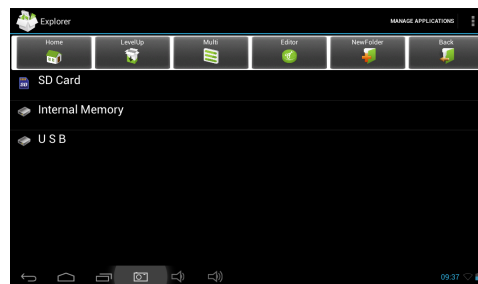 Explorer
MANAGE APPLICATIONS
Home LevelUp Multi Editor NewFolder Back
SD Card
Internal Memory
U S B
09:37